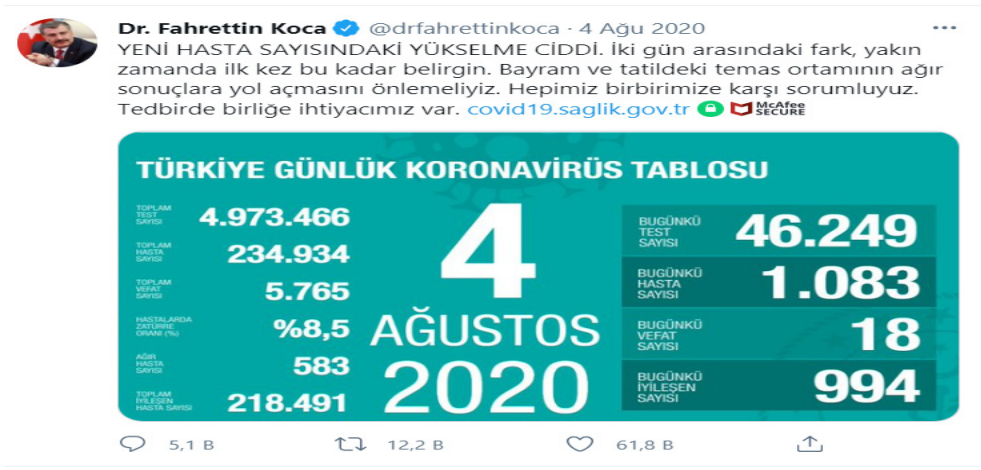 Dr. Fahrettin Koca @drfahrettinkoca · 4 Ağu 2020
YENİ HASTA SAYISINDAKİ YÜKSELME CİDDİ. İki gün arasındaki fark, yakın
zamanda ilk kez bu kadar belirgin. Bayram ve tatildeki temas ortamının ağır
sonuçlara yol açmasını önlemeliyiz. Hepimiz birbirimize karşı sorumluyuz.
Tedbirde birliğe ihtiyacımız var. covid19.saglik.gov.tr McAfee
SECURE
TÜRKİYE GÜNLÜK KORONAVİRÜS TABLOSU
TOPLAM
TEST
SAYISI
4.973.466
TOPLAM
HASTA
SAYISI
234.934
TOPLAM
VEFAT
SAYISI
5.765
HASTALARDA
ZATÜRRE
ORANI (%)
%8,5
AĞIR
HASTA
SAYISI
583
TOPLAM
İYİLEŞEN
HASTA SAYISI
218.491
4
AĞUSTOS
2020
BUGÜNKÜ
TEST
SAYISI
46.249
BUGÜNKÜ
HASTA
SAYISI
1.083
BUGÜNKÜ
VEFAT
SAYISI
18
BUGÜNKÜ
İYİLEŞEN
SAYISI
994
5,1 B
12,2 B
61,8 B